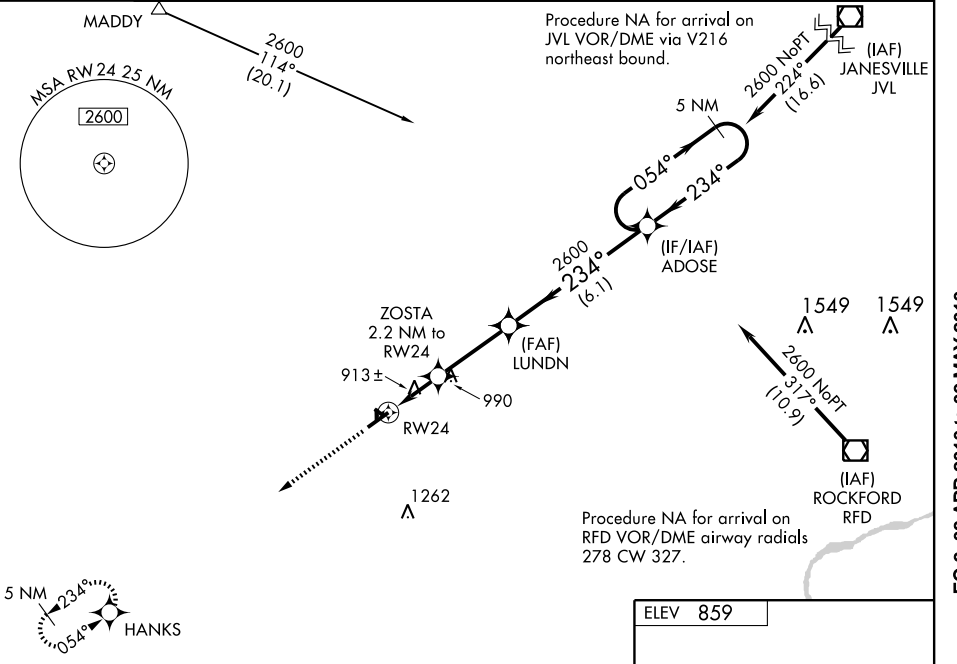 MADDY
2600
114°
(20.1)
MSA RW 24 25 NM
2600
Procedure NA for arrival on
JVL VOR/DME via V216
northeast bound.
(IAF)
JANESVILLE
JVL
2600 NoPT
224°
(16.6)
5 NM
054°
234°
(IF/IAF)
ADOSE
2600
234°
(6.1)
ZOSTA
2.2 NM to
RW24
(FAF)
LUNDN
913±
990
RW24
1549
1549
2600 NoPT
317°
(10.9)
(IAF)
ROCKFORD
RFD
1262
Procedure NA for arrival on
RFD VOR/DME airway radials
278 CW 327.
5 NM
234°
054°
HANKS
ELEV 859